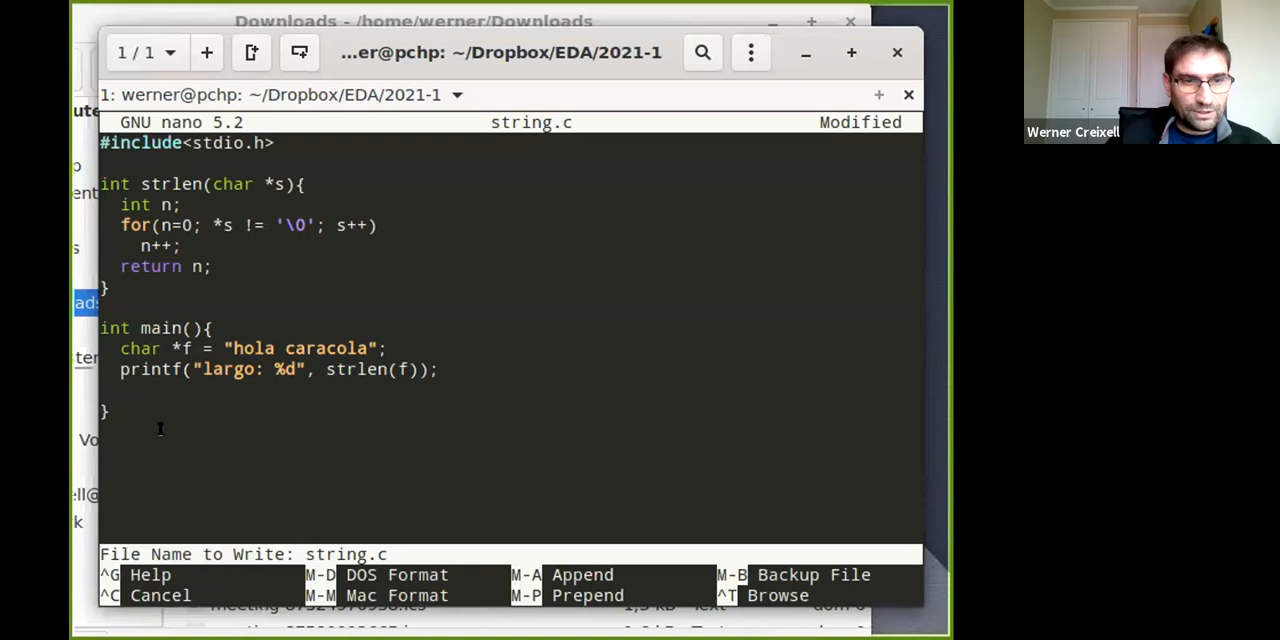 Downloads - /home/werner/Downloads
1 / 1
...er@pchp: ~/Dropbox/EDA/2021-1
1: werner@pchp: ~/Dropbox/EDA/2021-1
GNU nano 5.2 string.c Modified
#include<stdio.h>
int strlen(char *s){
int n;
for(n=0; *s != '\0'; s++)
n++;
return n;
}
int main(){
char *f = "hola caracola";
printf("largo: %d", strlen(f));
}
File Name to Write: string.c
^G Help M-D DOS Format M-A Append M-B Backup File
^C Cancel M-M Mac Format M-P Prepend ^T Browse
Werner Creixell